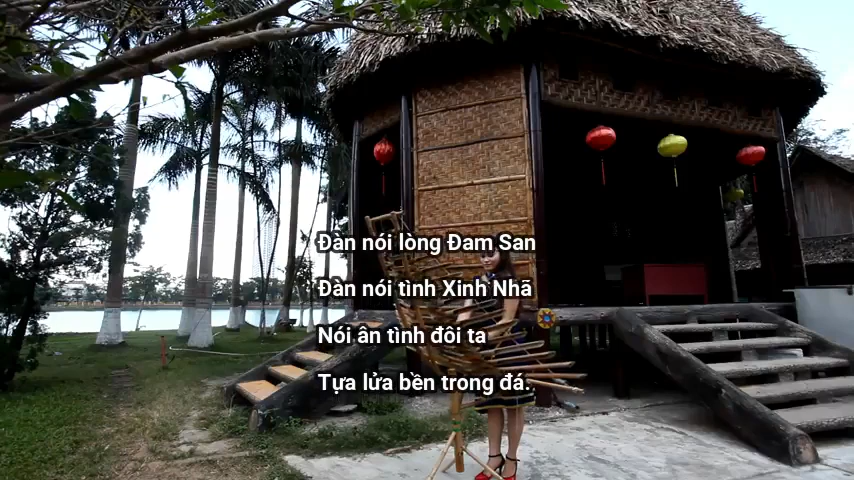 Đàn nói lòng Đam San
Đàn nói tình Xinh Nhã
Nói ân tình đôi ta
Tựa lửa bền trong đá.